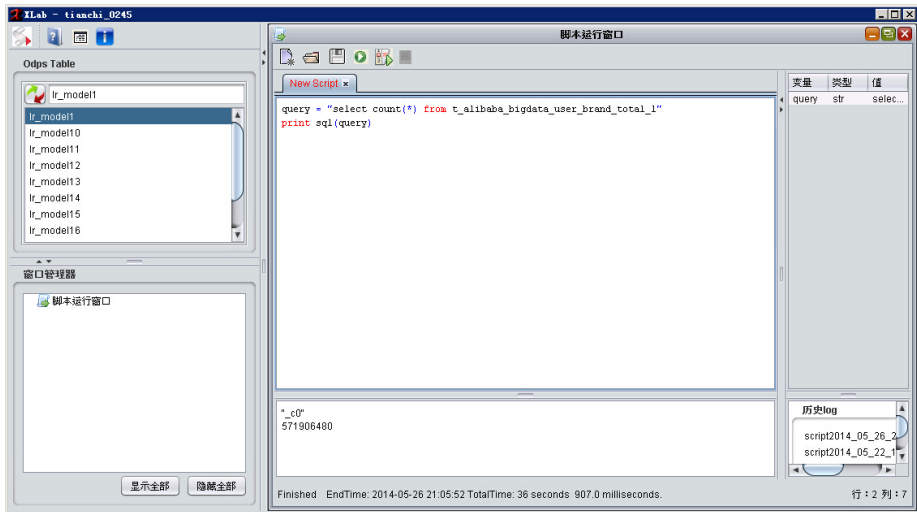 XLab - tianchi_0245
Odps Table
lr_model1
lr_model1
lr_model10
lr_model11
lr_model12
lr_model13
lr_model14
lr_model15
lr_model16
窗口管理器
脚本运行窗口
显示全部 隐藏全部
脚本运行窗口
New Script
query = "select count(*) from t_alibaba_bigdata_user_brand_total_1"
print sql(query)
"_c0"
571906480
变量 类型 值
query str selec...
历史log
script2014_05_26_2
script2014_05_22_1
Finished EndTime: 2014-05-26 21:05:52 TotalTime: 36 seconds 907.0 milliseconds.
行：2 列：7